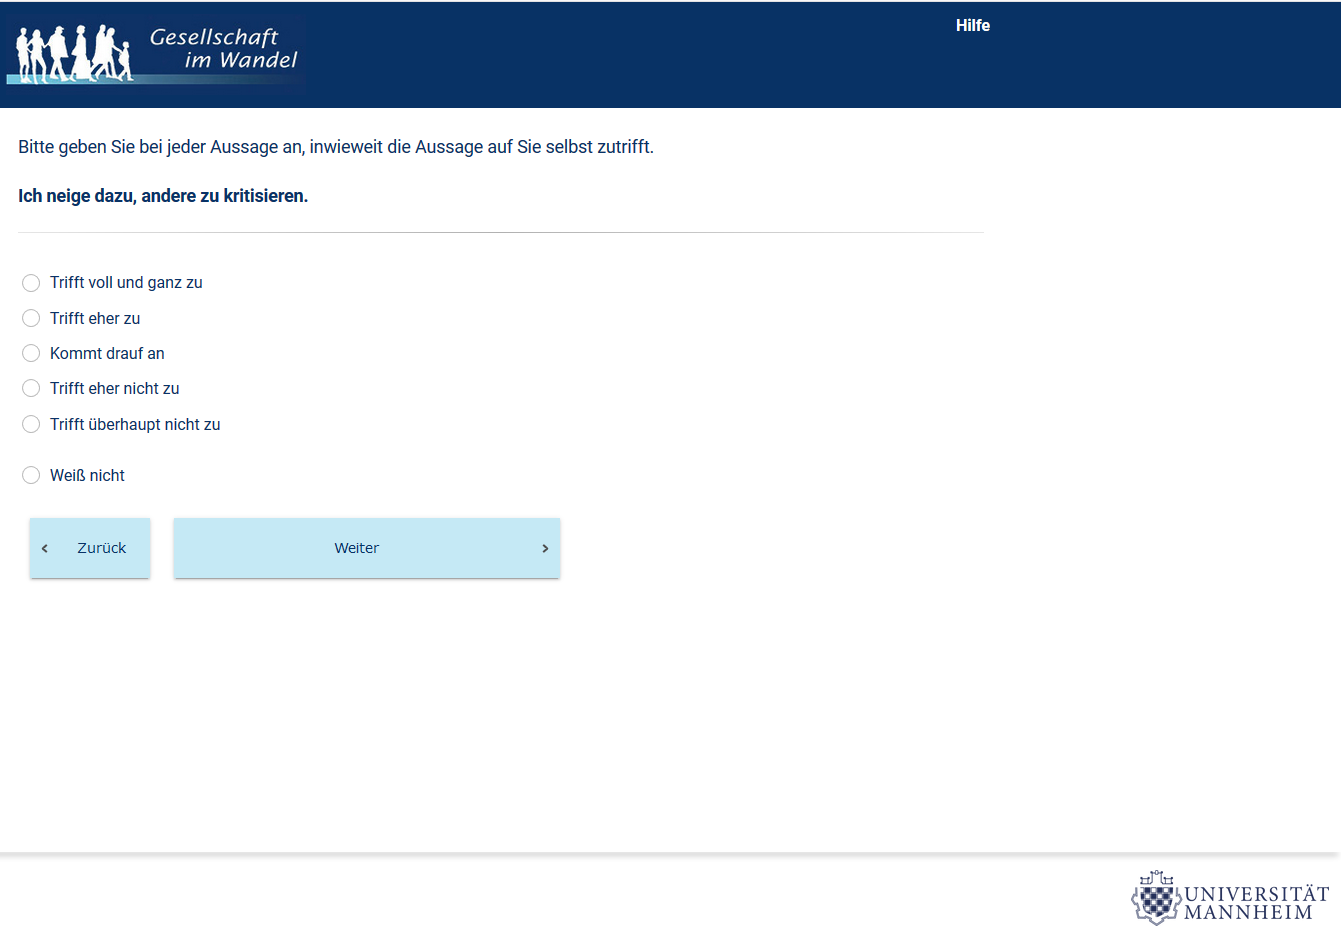 Gesellschaft
im Wandel
Hilfe
Bitte geben Sie bei jeder Aussage an, inwieweit die Aussage auf Sie selbst zutrifft.
Ich neige dazu, andere zu kritisieren.
Trifft voll und ganz zu
Trifft eher zu
Kommt drauf an
Trifft eher nicht zu
Trifft überhaupt nicht zu
Weiß nicht
Zurück
Weiter
UNIVERSITÄT
MANNHEIM